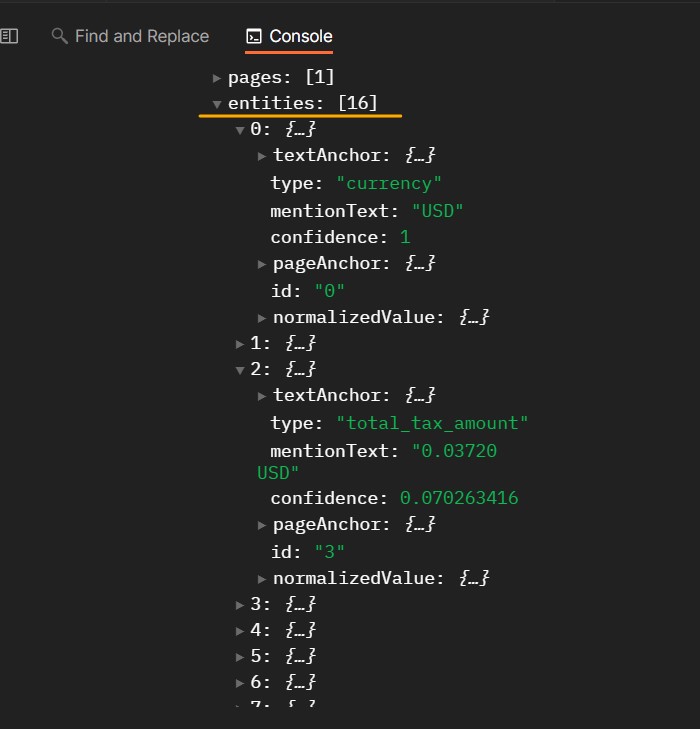 Find and Replace Console
pages: [1]
entities: [16]
0: {…}
textAnchor: {…}
type: "currency"
mentionText: "USD"
confidence: 1
pageAnchor: {…}
id: "0"
normalizedValue: {…}
1: {…}
2: {…}
textAnchor: {…}
type: "total_tax_amount"
mentionText: "0.03720
USD"
confidence: 0.070263416
pageAnchor: {…}
id: "3"
normalizedValue: {…}
3: {…}
4: {…}
5: {…}
6: {…}
7: {…}